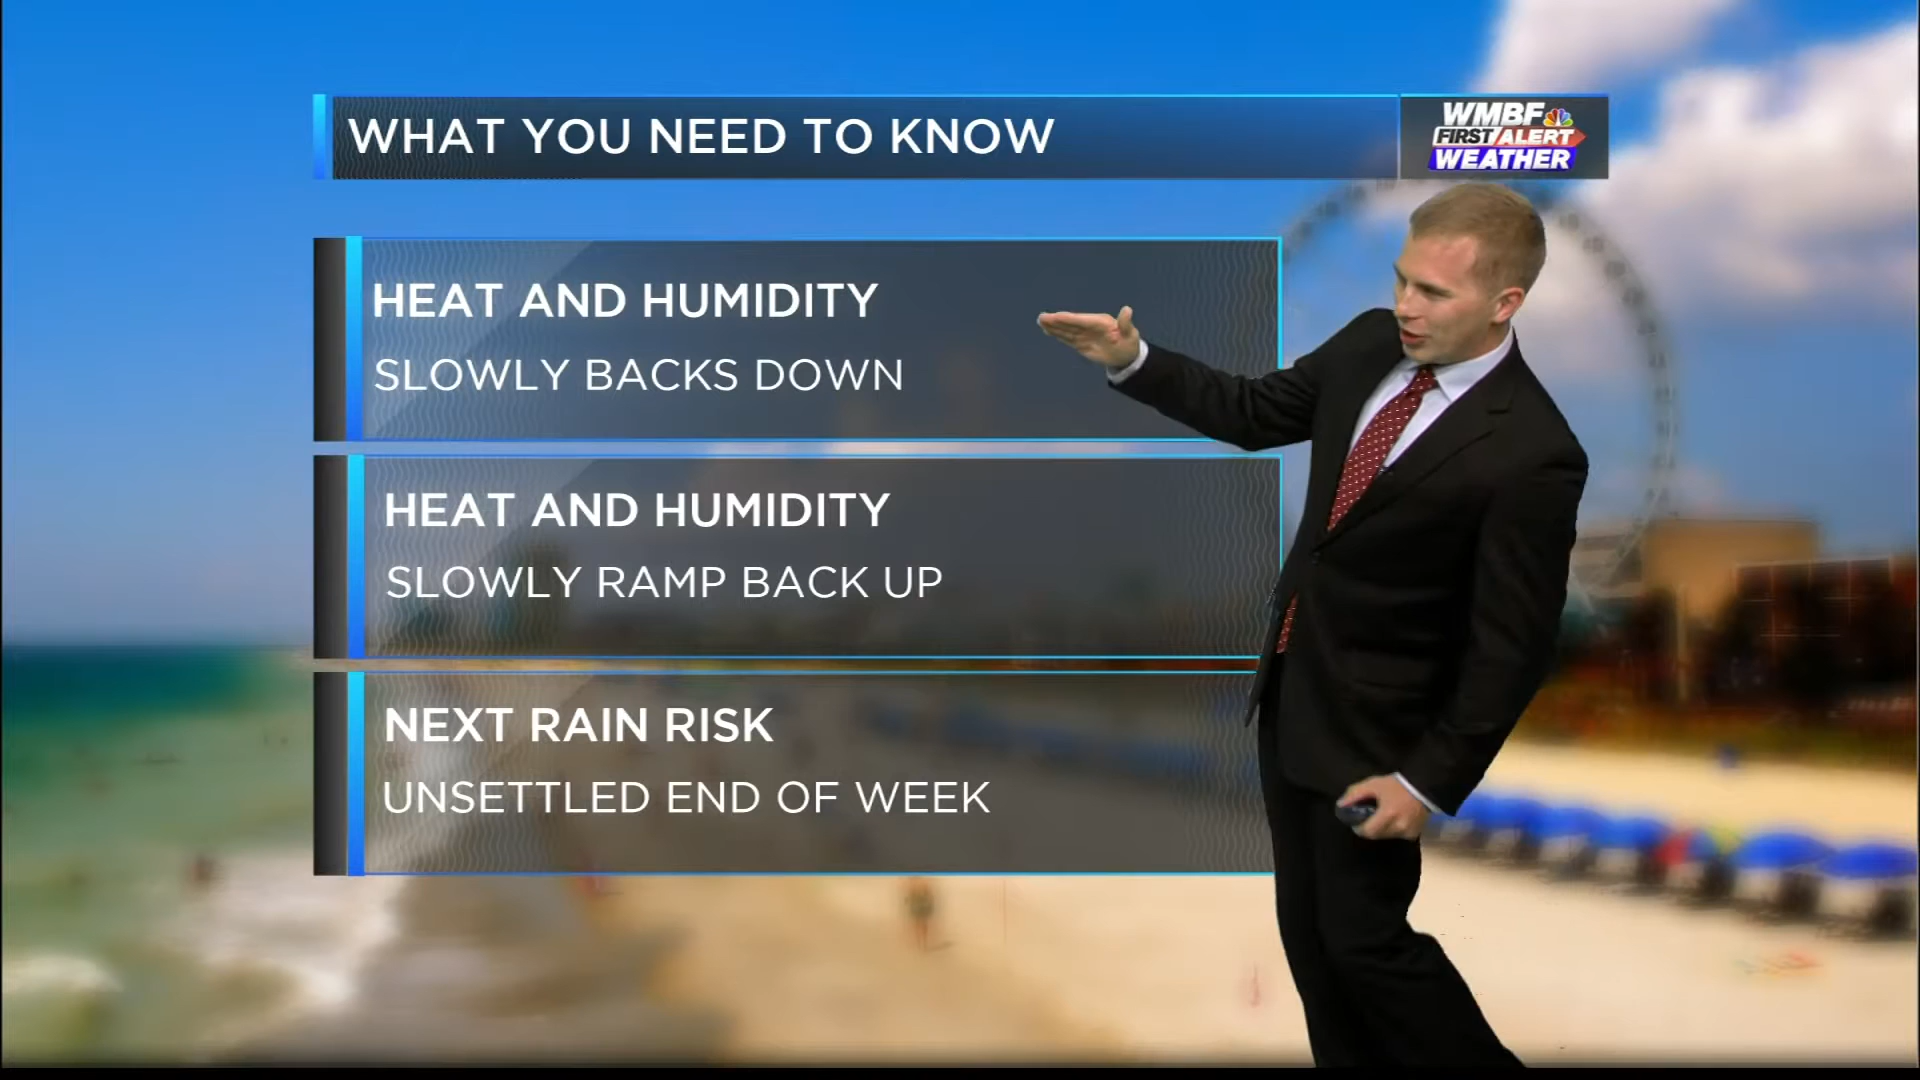 WHAT YOU NEED TO KNOW
WMBF
FIRST ALERT
WEATHER
HEAT AND HUMIDITY
SLOWLY BACKS DOWN
HEAT AND HUMIDITY
SLOWLY RAMP BACK UP
NEXT RAIN RISK
UNSETTLED END OF WEEK